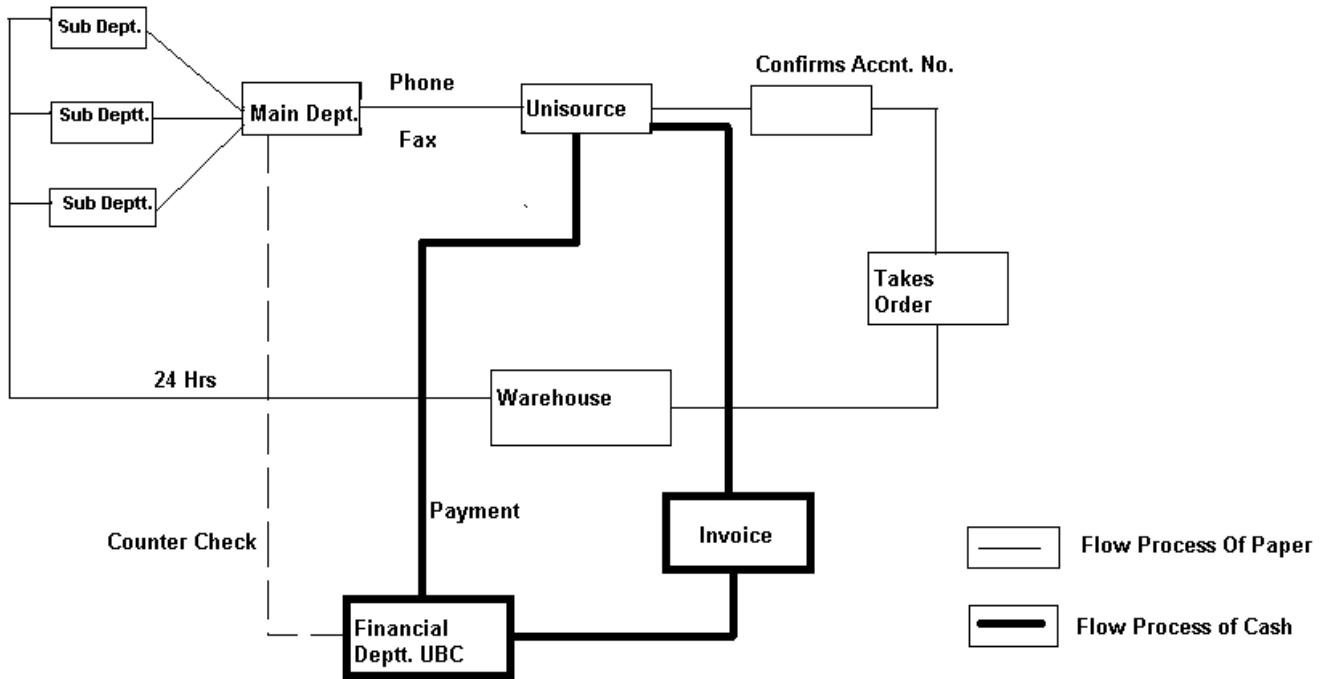 Sub Dept.
Sub Deptt.
Sub Deptt.
Main Dept.
Phone
Fax
Unisource
Confirms Accnt. No.
Takes
Order
24 Hrs
Warehouse
Payment
Counter Check
Invoice
Financial
Deptt. UBC
Flow Process Of Paper
Flow Process of Cash